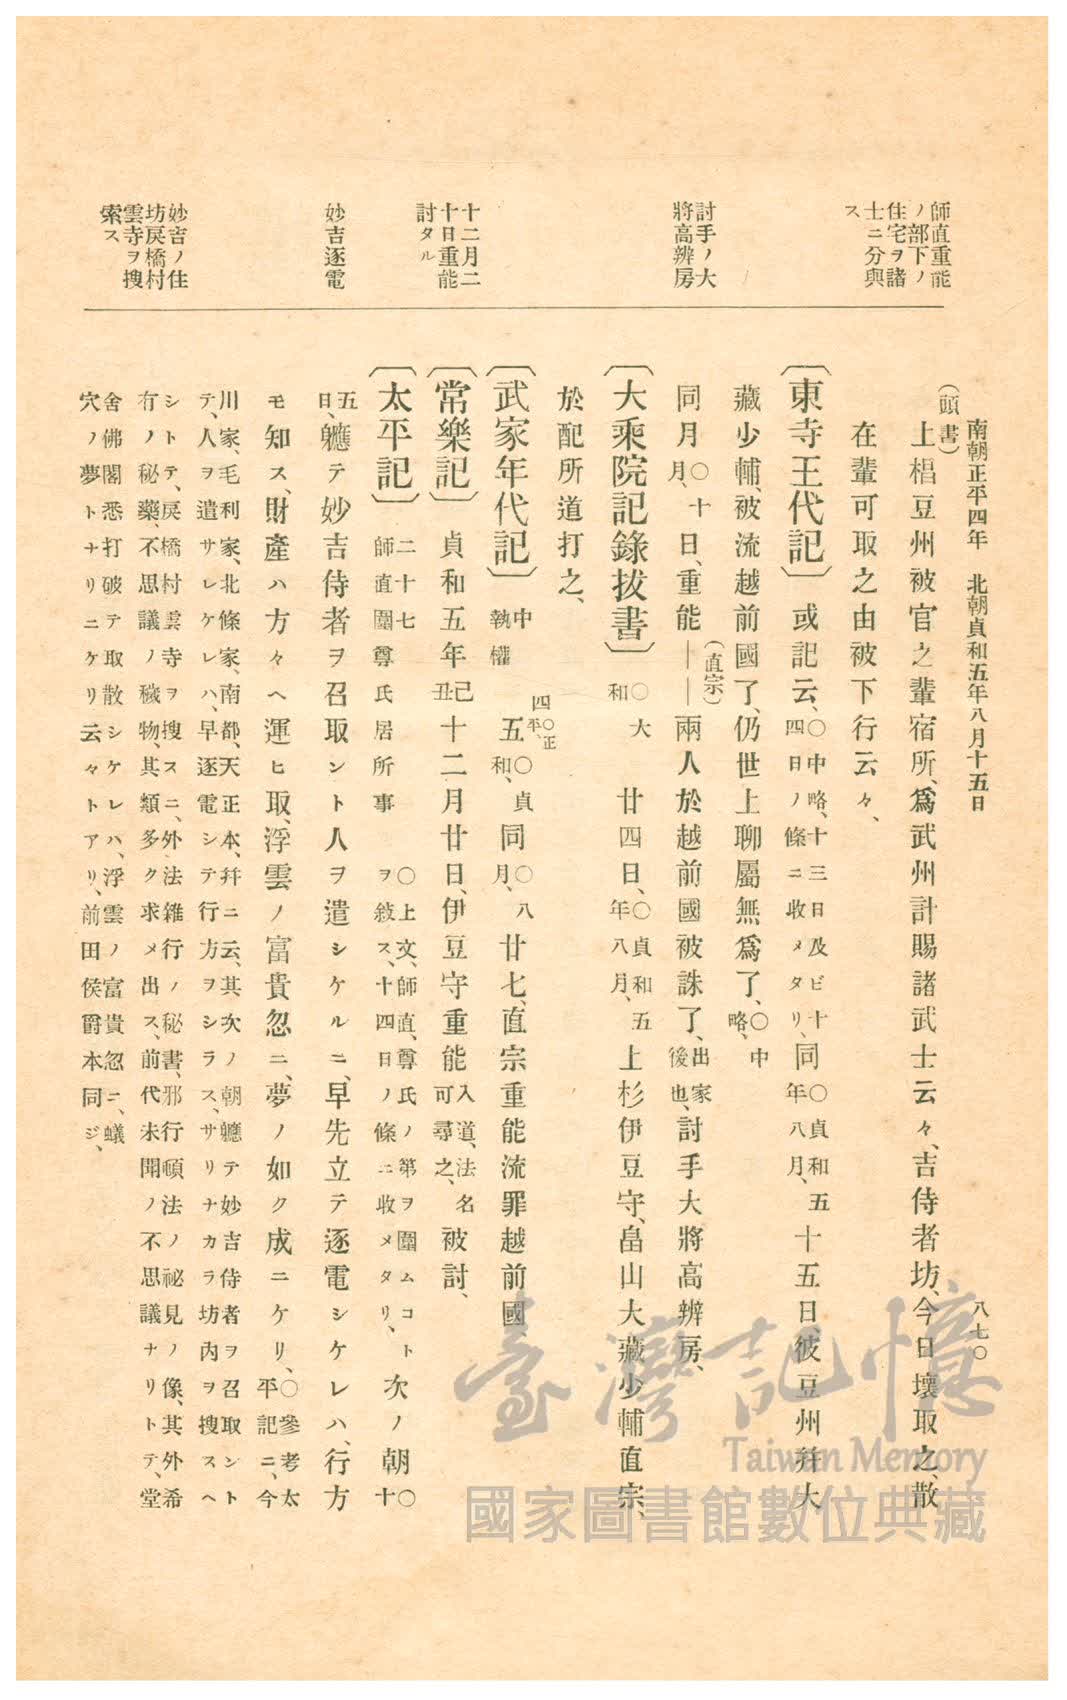 南朝正平四年 北朝貞和五年八月十五日 八七〇
師直重能
ノ部下ノ
住宅ヲ諸
士ニ分與
ス
討手ノ大
將高辨房
十二月二
十日重能
討タル
妙吉逐電
妙吉ノ住
坊戻橋村
雲寺ヲ搜
索ス
(頭書)
上椙豆州被官之輩宿所、爲武州計賜諸武士云々、吉侍者坊、今日壞取之、散
在輩可取之由被下行云々、
〔東寺王代記〕 或記云、〇中略、十三日及ビ十四日ノ條ニ收メタリ、同〇貞和五年八月、十五日彼豆州幷大
藏少輔、被流越前國了、仍世上聊屬無爲了、〇中略、
同月〇十月、日、重能——(直宗)兩人於越前國被誅了、出家後也、討手大將高辨房、
〔大乘院記錄拔書〕 〇大和 廿四日、〇貞和五年八月、上杉伊豆守、畠山大藏少輔直宗、
於配所道打之、
〔武家年代記〕 中執權 四〇正平、五〇貞和、同〇八月、廿七、直宗重能流罪越前國、
〔常樂記〕 貞和五年己丑十二月廿日、伊豆守重能入道、法名可尋之、被討、
〔太平記〕 二十七師直圍尊氏居所事 〇上文、師直、尊氏ノ第ヲ圍ムコトヲ敍ス、十四日ノ條ニ收メタリ、次ノ朝〇十
五日、軈テ妙吉侍者ヲ召取ント人ヲ遣シケルニ、早先立テ逐電シケレハ、行方
モ知ス、財產ハ方々ヘ運ヒ取、浮雲ノ富貴忽ニ、夢ノ如ク成ニケリ、〇參考太平記ニ、今
川家、毛利家、北條家、南都、天正本、幷ニ云、其次ノ朝軈テ妙吉侍者ヲ召取ント
テ、人ヲ遣サレケレハ、早逐電シテ行方ヲシラス、サリナカラ坊內ヲ搜スヘ
シトテ、戻橋村雲寺ヲ搜スニ、外法雜行ノ秘書、邪行頓法ノ祕見ノ像、其外希
有ノ秘藥、不思議ノ穢物、其類多ク求メ出ス、前代未聞ノ不思議ナリトテ、堂
舍佛閣悉打破テ取散シケレハ、浮雲ノ富貴忽ニ、蟻
穴ノ夢トナリニケリ云々トアリ、前田侯爵本同ジ、
臺灣記憶
Taiwan Memory
國家圖書館數位典藏